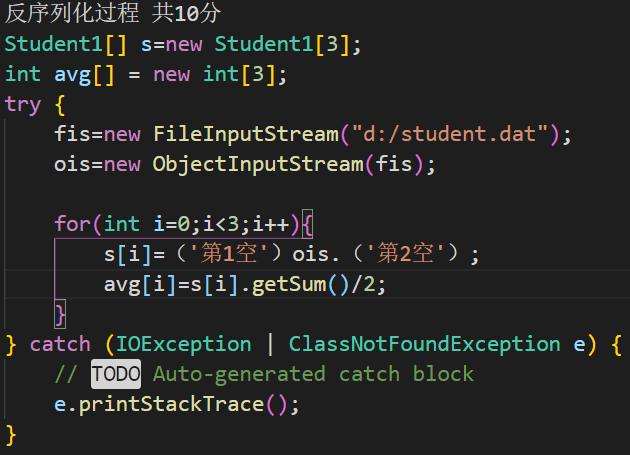 反序列化过程 共10分
Student1[] s=new Student1[3];
int avg[] = new int[3];
try {
    fis=new FileInputStream("d:/student.dat");
    ois=new ObjectInputStream(fis);

    for(int i=0;i<3;i++){
        s[i]=（'第1空'）ois.（'第2空'）;
        avg[i]=s[i].getSum()/2;
    }
} catch (IOException | ClassNotFoundException e) {
    // TODO Auto-generated catch block
    e.printStackTrace();
}